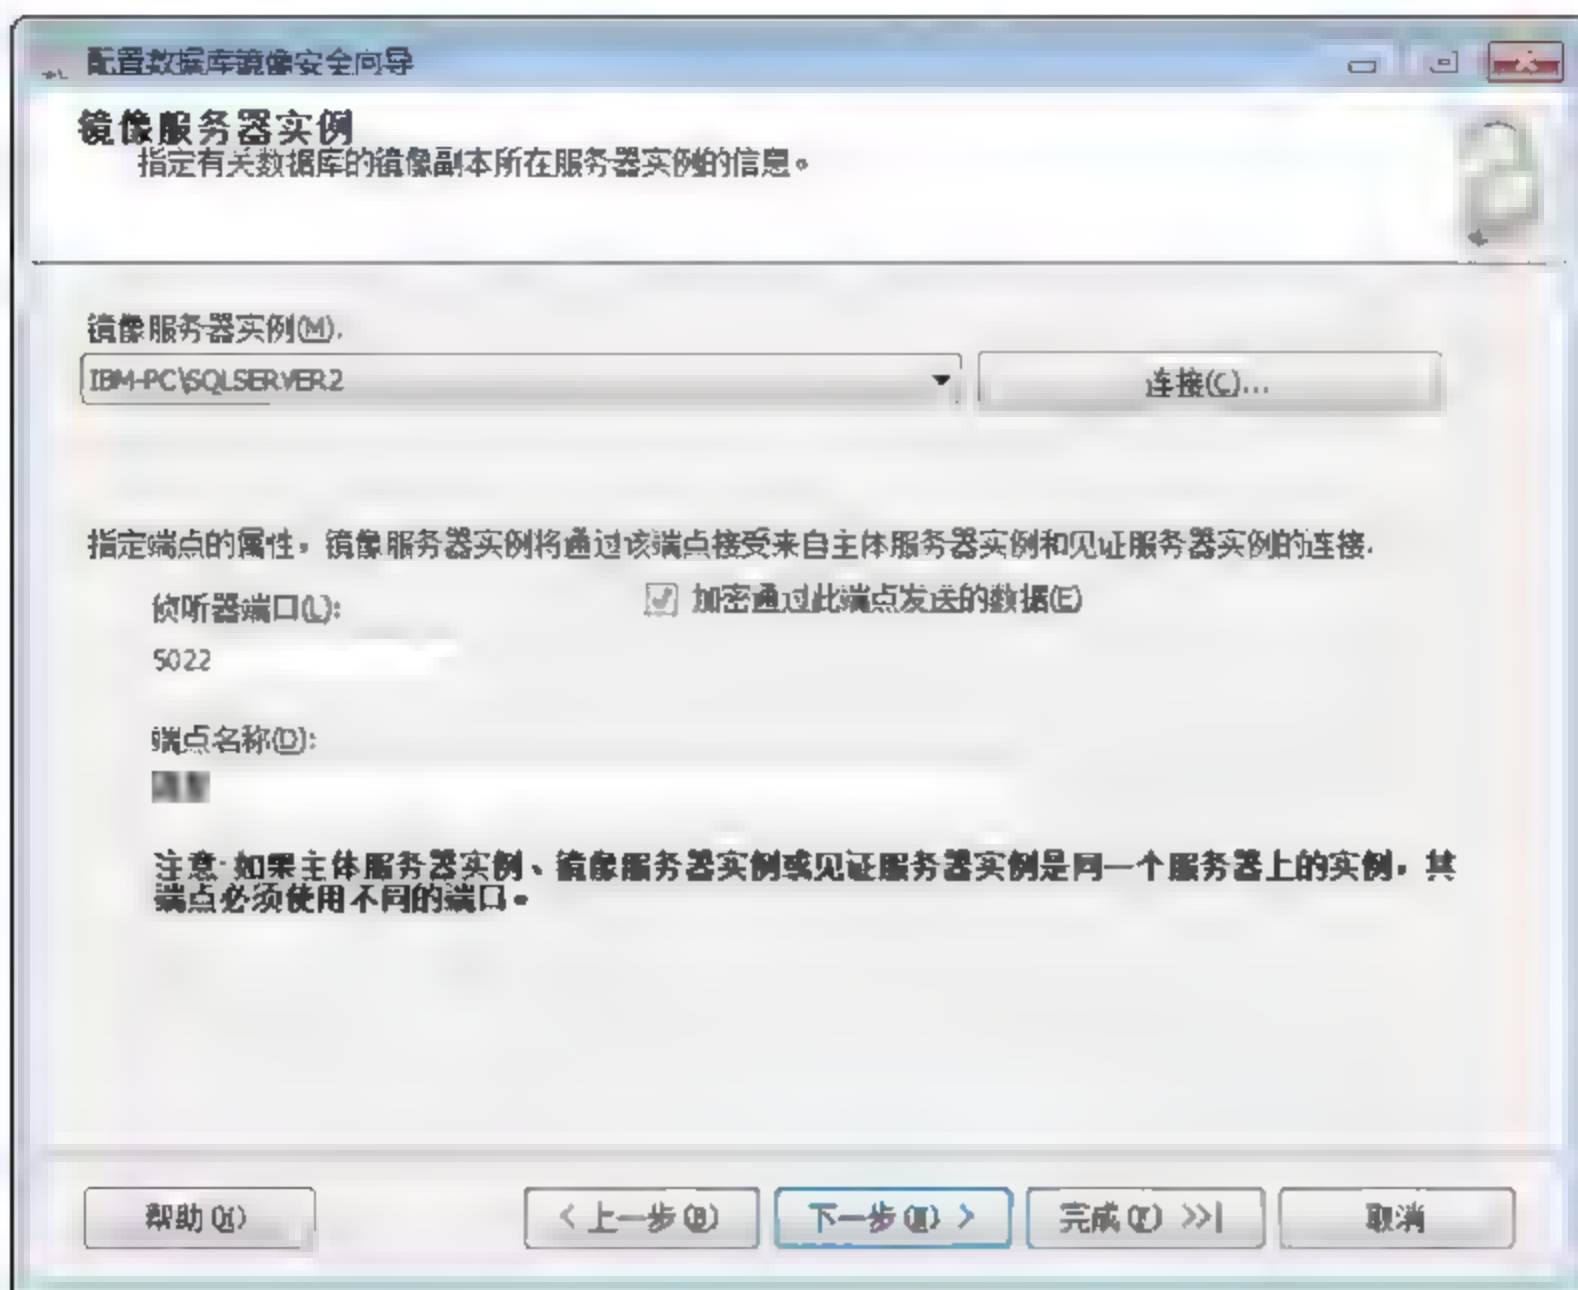 配置数据库镜像安全向导
镜像服务器实例
指定有关数据库的镜像副本所在服务器实例的信息。
镜像服务器实例(M):
IBM-PC\SQLSERVER2
连接(C)...
指定端点的属性，镜像服务器实例将通过该端点接受来自主体服务器实例和见证服务器实例的连接.
侦听器端口(L):
加密通过此端点发送的数据(E)
5022
端点名称(D):
注意:如果主体服务器实例、镜像服务器实例或见证服务器实例是同一个服务器上的实例，其
端点必须使用不同的端口。
帮助(H)
< 上一步(B)
下一步(N) >
完成(F) >>|
取消